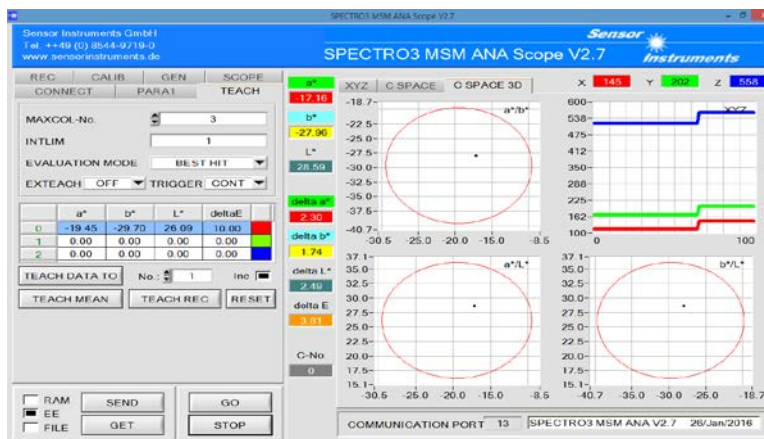 SPECTRO3 MSM ANA Scope V2.7
Sensor Instruments GmbH
Tel. ++49 (0) 8544-9719-0
www.sensorinstruments.de
SPECTRO3 MSM ANA Scope V2.7
Sensor Instruments
REC CALIB GEN SCOPE
CONNECT PARA1 TEACH
MAXCOL-No. 3
INTLIM 1
EVALUATION MODE BEST HIT
EXTEACH OFF TRIGGER CONT
a* b* L* deltaE
0 -19.45 -29.70 26.09 10.00
1 0.00 0.00 0.00 0.00
2 0.00 0.00 0.00 0.00
TEACH DATA TO No.: 1 Inc
TEACH MEAN TEACH REC RESET
RAM
EE
FILE
SEND GO
GET STOP
a*
-17.16
b*
-27.96
L*
28.59
delta a*
2.30
delta b*
1.74
delta L*
2.49
delta E
3.81
C-No
0
XYZ C SPACE C SPACE 3D
X 145 Y 202 Z 558
a*/b*
-18.7
-22.5
-25.0
-27.5
-30.0
-32.5
-35.0
-37.5
-40.7
-30.5 -25.0 -20.0 -15.0 -8.5
XYZ
600
538
475
412
350
288
225
162
100
0 100
a*/L*
37.1
35.0
32.5
30.0
27.5
25.0
22.5
20.0
17.5
15.1
-30.5 -25.0 -20.0 -15.0 -8.5
b*/L*
37.1
35.0
32.5
30.0
27.5
25.0
22.5
20.0
17.5
15.1
-40.7 -35.0 -30.0 -25.0 -18.7
COMMUNICATION PORT 13 SPECTRO3 MSM ANA V2.7 26/Jan/2016